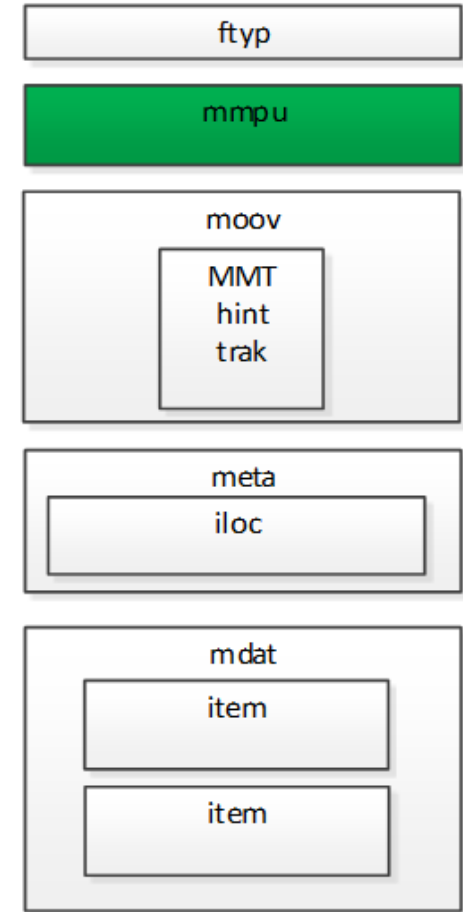 ftyp
mmpu
moov
MMT
hint
trak
meta
iloc
mdat
item
item